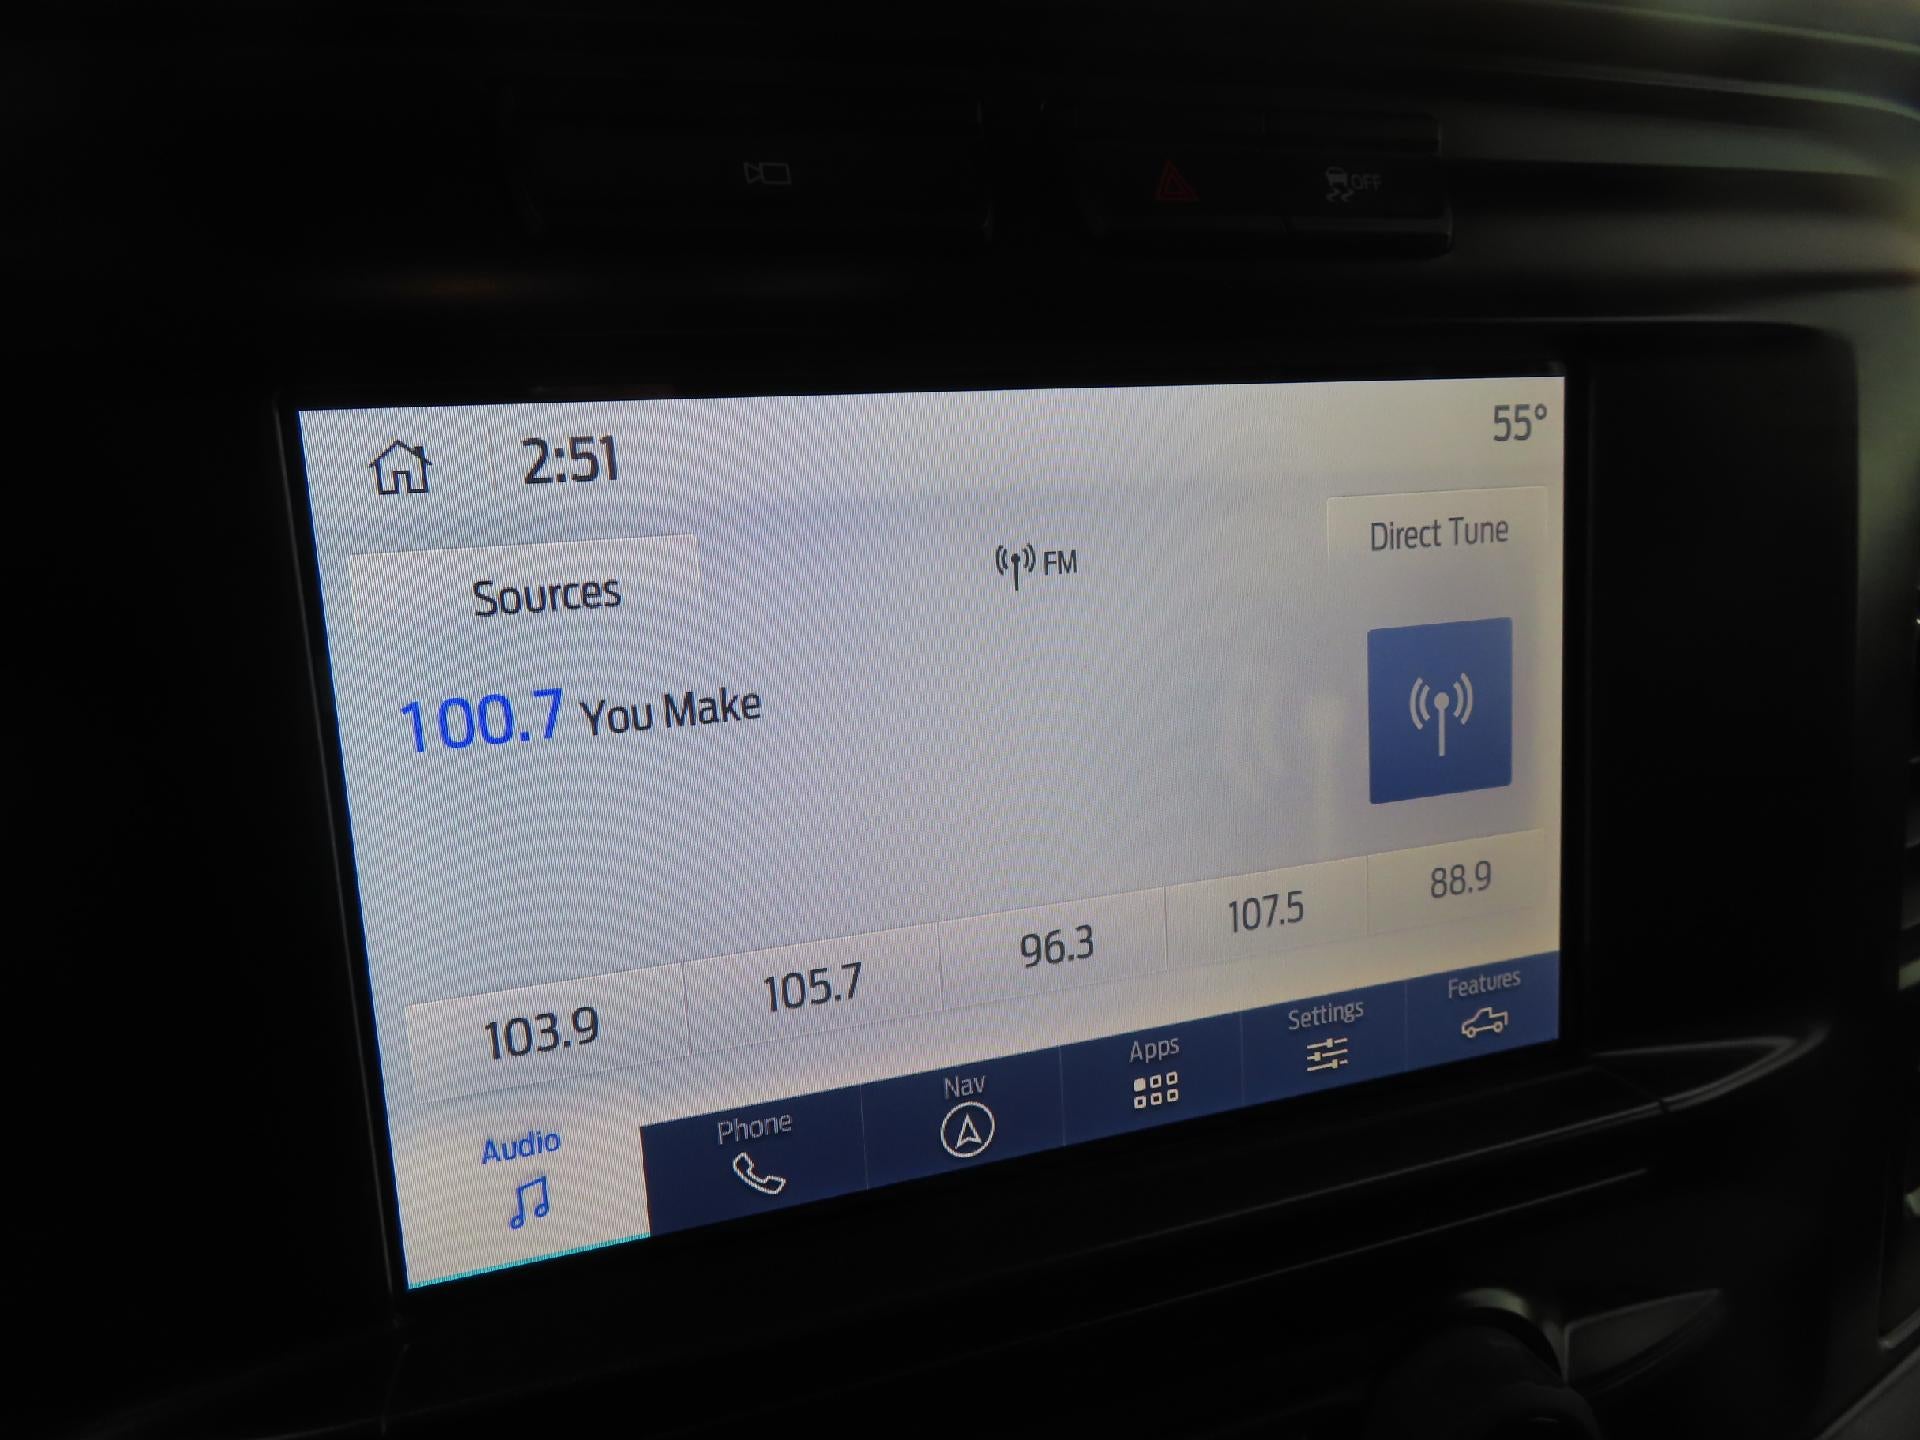 OFF
2:51
55°
Sources
FM
Direct Tune
100.7 You Make
103.9
105.7
96.3
107.5
88.9
Audio
Phone
Nav
Apps
Settings
Features